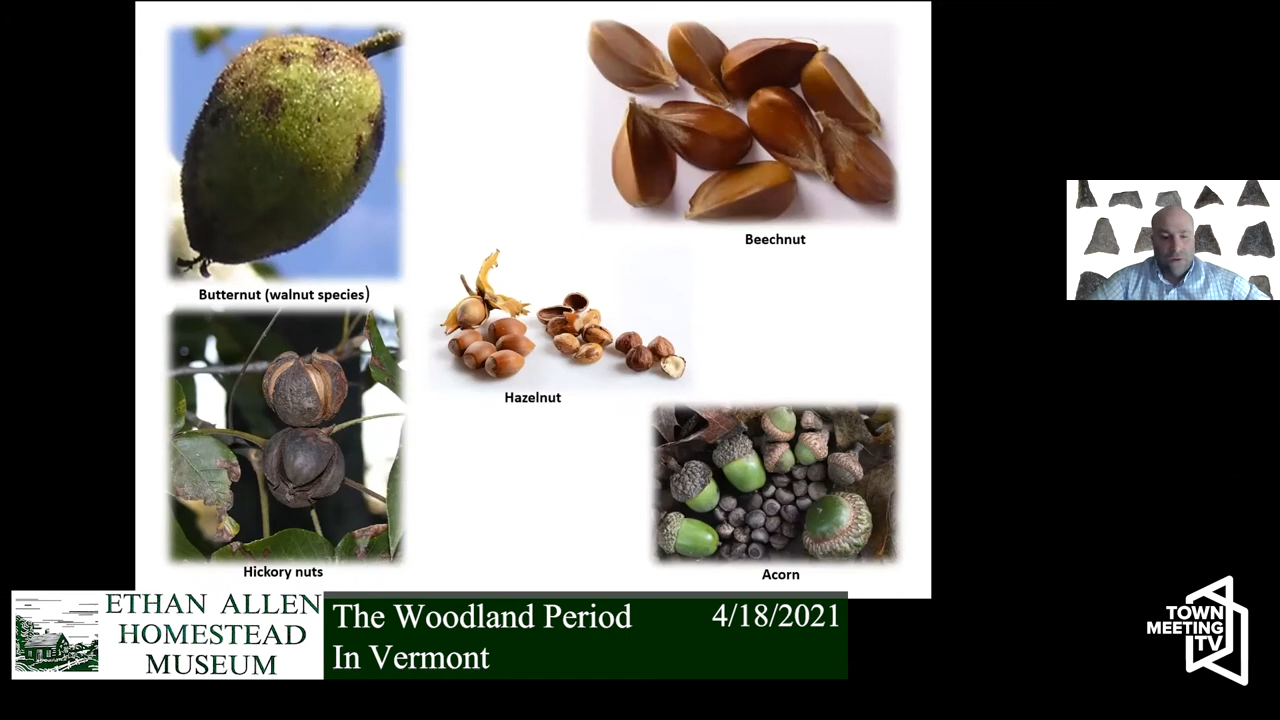 Beechnut
Butternut (walnut species)
Hazelnut
Hickory nuts
Acorn
ETHAN ALLEN
HOMESTEAD
MUSEUM
The Woodland Period
In Vermont
4/18/2021
TOWN
MEETING
TV